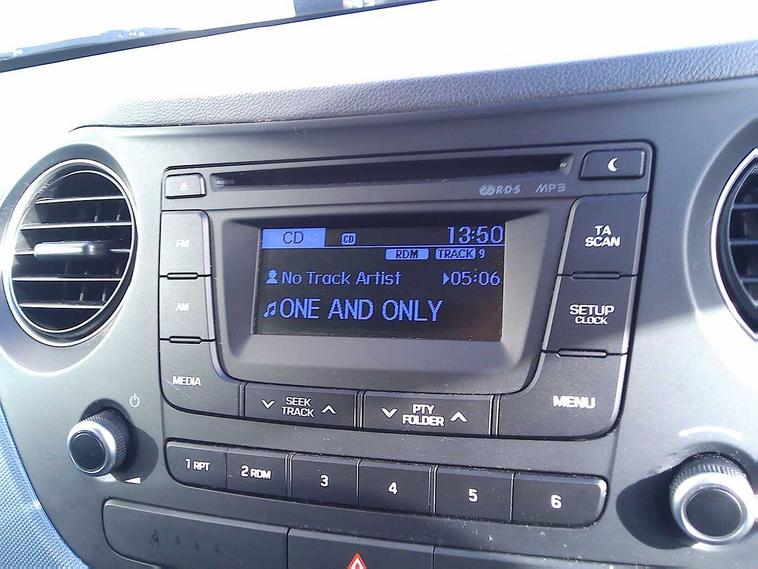 R·D·S MP3
CD CD 13:50
RDM TRACK 9
No Track Artist 05:06
ONE AND ONLY
FM
AM
MEDIA
TA
SCAN
SETUP
CLOCK
MENU
SEEK
TRACK
PTY
FOLDER
1 RPT 2 RDM 3 4 5 6